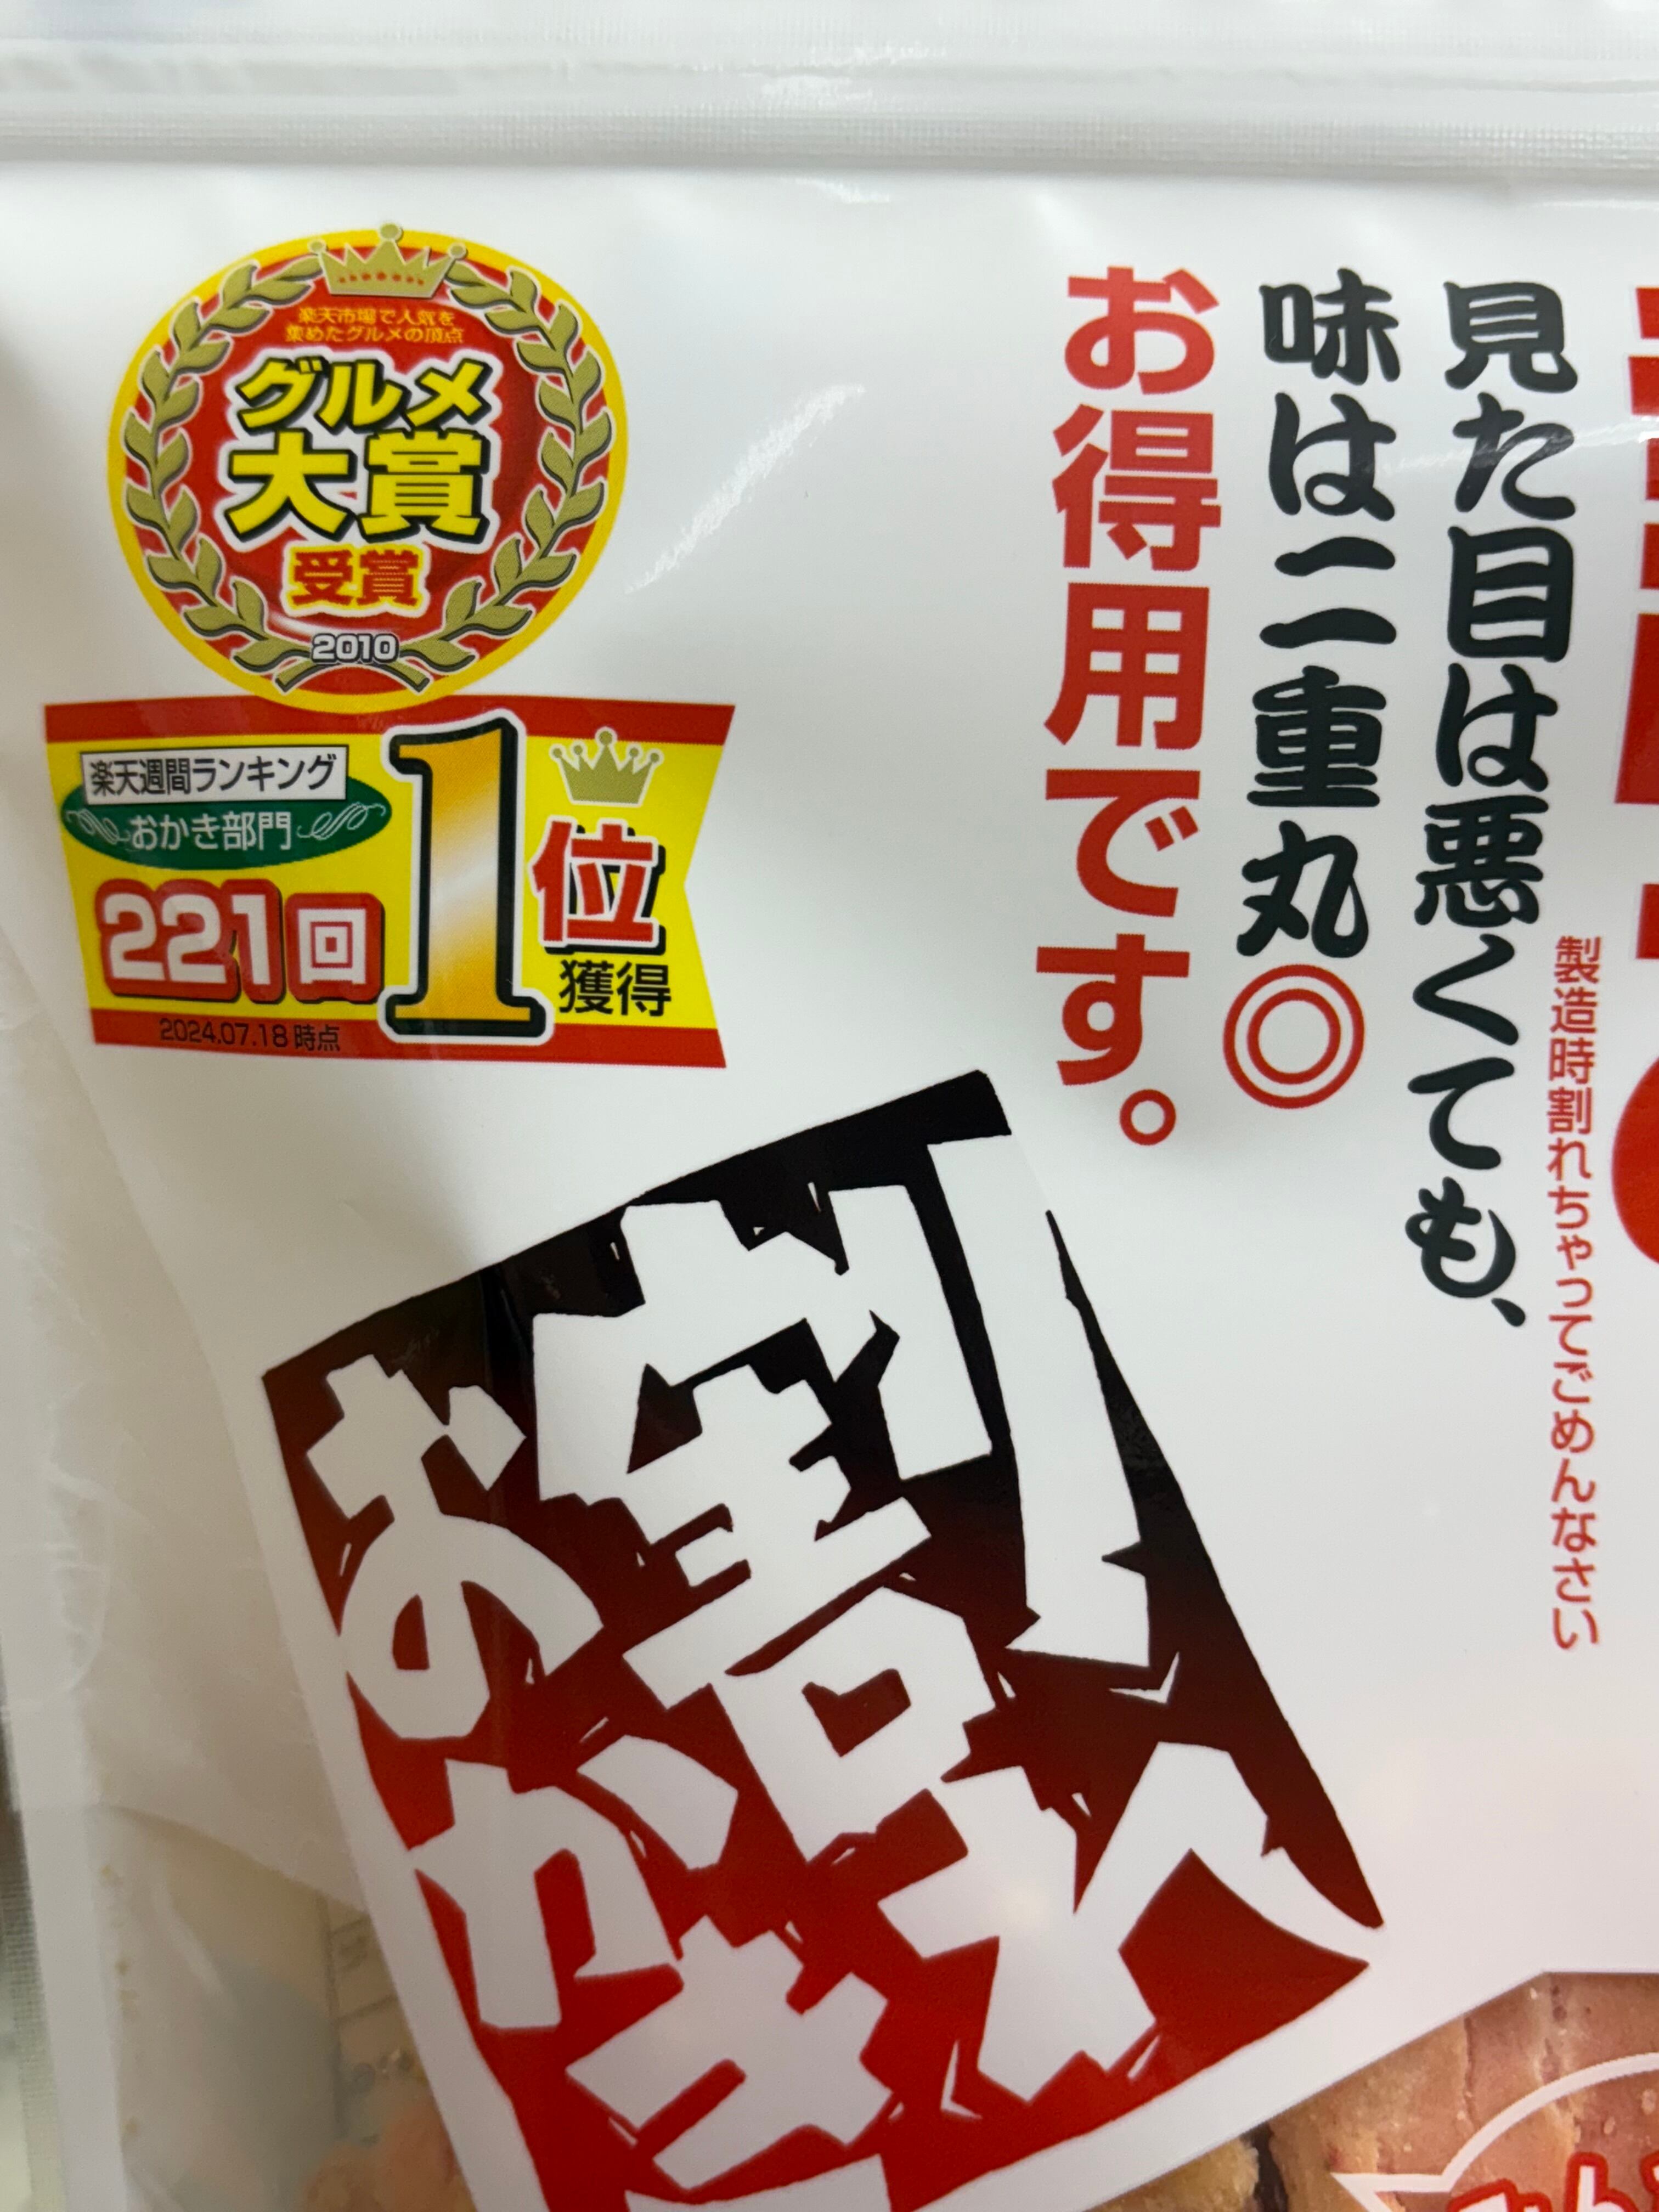 楽天市場で人気を
集めたグルメの頂点
グルメ
大賞
受賞
2010
楽天週間ランキング
おかき部門
221回
1位
獲得
2024.07.18時点
製造時割れちゃってごめんなさい
見た目は悪くても、
味は二重丸◎
お得用です。
割れ
おかき